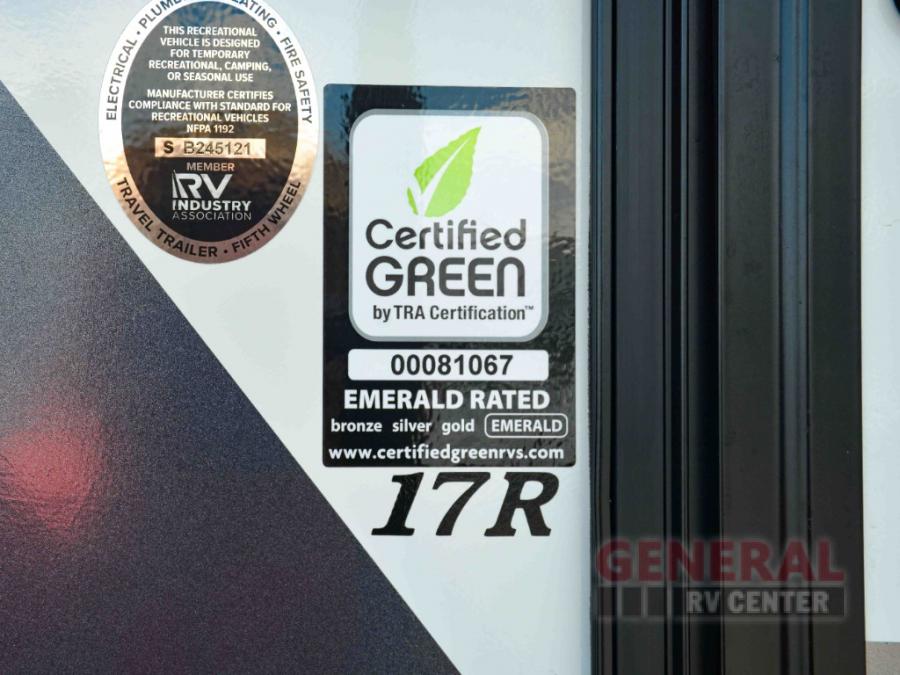 ELECTRICAL • PLUMBING • HEATING • FIRE SAFETY
THIS RECREATIONAL
VEHICLE IS DESIGNED
FOR TEMPORARY
RECREATIONAL, CAMPING,
OR SEASONAL USE
MANUFACTURER CERTIFIES
COMPLIANCE WITH STANDARD FOR
RECREATIONAL VEHICLES
NFPA 1192
S B245121
MEMBER
RV
INDUSTRY
ASSOCIATION
TRAVEL TRAILER • FIFTH WHEEL
Certified
GREEN
by TRA Certification™
00081067
EMERALD RATED
bronze silver gold EMERALD
www.certifiedgreenrvs.com
17R
GENERAL
RV CENTER